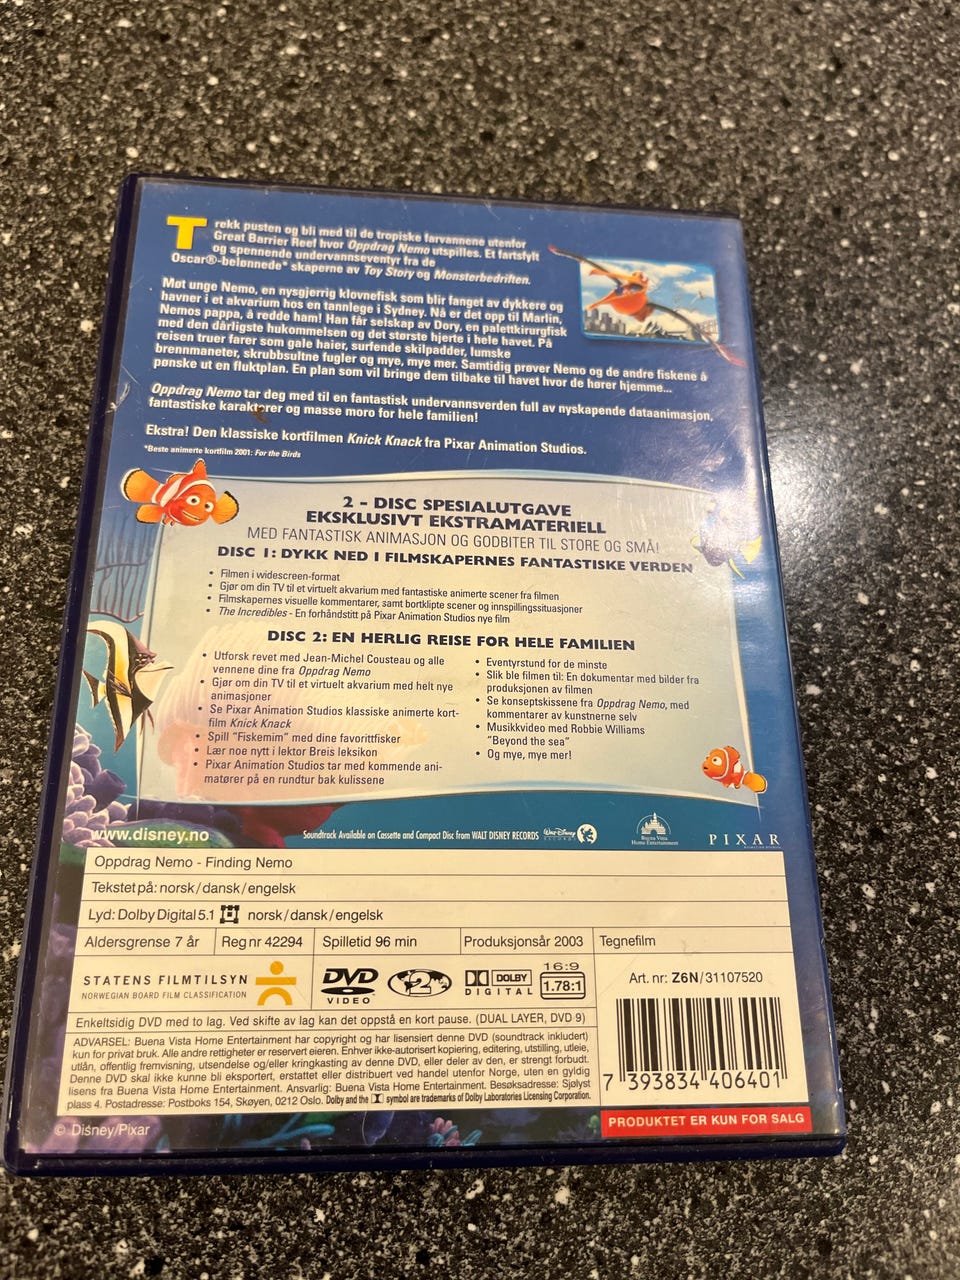 Trekk pusten og bli med til de tropiske farvannene utenfor
Great Barrier Reef hvor Oppdrag Nemo utspilles. Et fartsfylt
og spennende undervannseventyr fra de
Oscar®-belønnede* skaperne av Toy Story og Monsterbedriften.
Møt unge Nemo, en nysgjerrig klovnefisk som blir fanget av dykkere og
havner i et akvarium hos en tannlege i Sydney. Nå er det opp til Marlin,
Nemos pappa, å redde ham! Han får selskap av Dory, en palettkirurgfisk
med den dårligste hukommelsen og det største hjerte i hele havet. På
reisen truer farer som gale haier, surfende skilpadder, lumske
brennmaneter, skrubbsultne fugler og mye, mye mer. Samtidig prøver Nemo og de andre fiskene å
pønske ut en fluktplan. En plan som vil bringe dem tilbake til havet hvor de hører hjemme...
Oppdrag Nemo tar deg med til en fantastisk undervannsverden full av nyskapende dataanimasjon,
fantastiske karakterer og masse moro for hele familien!
Ekstra! Den klassiske kortfilmen Knick Knack fra Pixar Animation Studios.
*Beste animerte kortfilm 2001: For the Birds
2 - DISC SPESIALUTGAVE
EKSKLUSIVT EKSTRAMATERIELL
MED FANTASTISK ANIMASJON OG GODBITER TIL STORE OG SMÅ!
DISC 1: DYKK NED I FILMSKAPERNES FANTASTISKE VERDEN
• Filmen i widescreen-format
• Gjør om din TV til et virtuelt akvarium med fantastiske animerte scener fra filmen
• Filmskapernes visuelle kommentarer, samt bortklipte scener og innspillingssituasjoner
• The Incredibles - En forhåndstitt på Pixar Animation Studios nye film
DISC 2: EN HERLIG REISE FOR HELE FAMILIEN
• Utforsk revet med Jean-Michel Cousteau og alle
vennene dine fra Oppdrag Nemo
• Gjør om din TV til et virtuelt akvarium med helt nye
animasjoner
• Se Pixar Animation Studios klassiske animerte kort-
film Knick Knack
• Spill "Fiskemim" med dine favorittfisker
• Lær noe nytt i lektor Breis leksikon
• Pixar Animation Studios tar med kommende ani-
matører på en rundtur bak kulissene
• Eventyrstund for de minste
• Slik ble filmen til: En dokumentar med bilder fra
produksjonen av filmen
• Se konseptskissene fra Oppdrag Nemo, med
kommentarer av kunstnerne selv
• Musikkvideo med Robbie Williams
"Beyond the sea"
• Og mye, mye mer!
www.disney.no
Soundtrack Available on Cassette and Compact Disc from WALT DISNEY RECORDS
Walt Disney
RECORDS
Buena Vista
Home Entertainment
PIXAR
ANIMATION STUDIOS
Oppdrag Nemo - Finding Nemo
Tekstet på: norsk/dansk/engelsk
Lyd: Dolby Digital 5.1 norsk/dansk/engelsk
Aldersgrense 7 år
Reg nr 42294
Spilletid 96 min
Produksjonsår 2003
Tegnefilm
STATENS FILMTILSYN
NORWEGIAN BOARD FILM CLASSIFICATION
DVD
VIDEO™
2
DOLBY
DIGITAL
16:9
1.78:1
Art. nr: Z6N/31107520
Enkeltsidig DVD med to lag. Ved skifte av lag kan det oppstå en kort pause. (DUAL LAYER, DVD 9)
ADVARSEL: Buena Vista Home Entertainment har copyright og har lisensiert denne DVD (soundtrack inkludert)
kun for privat bruk. Alle andre rettigheter er reservert eieren. Enhver ikke-autorisert kopiering, editering, utstilling, utleie,
utlån, offentlig fremvisning, utsendelse og/eller kringkasting av denne DVD, eller deler av den, er strengt forbudt.
Denne DVD skal ikke kunne bli eksportert, erstattet eller distribuert ved handel utenfor Norge, uten en gyldig
lisens fra Buena Vista Home Entertainment. Ansvarlig: Buena Vista Home Entertainment. Besøksadresse: Sjølyst
plass 4. Postadresse: Postboks 154, Skøyen, 0212 Oslo. Dolby and the symbol are trademarks of Dolby Laboratories Licensing Corporation.
7 393834 406401
PRODUKTET ER KUN FOR SALG
© Disney/Pixar